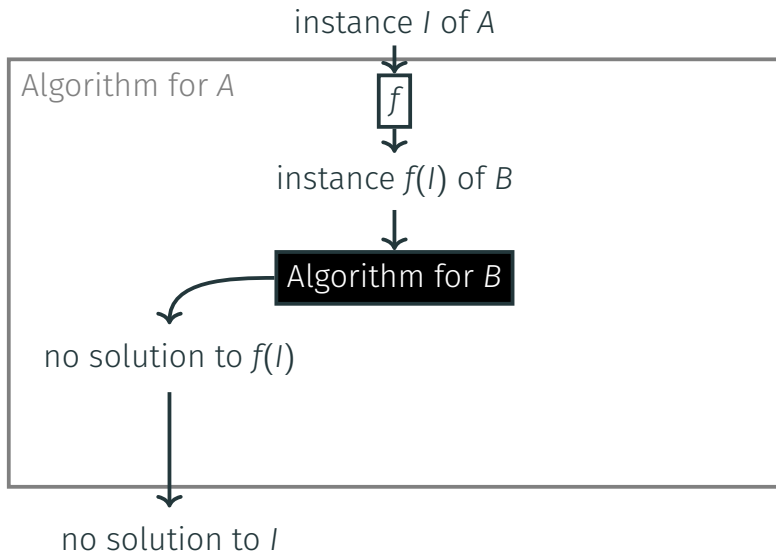 instance I of A
Algorithm for A
f
instance f(I) of B
Algorithm for B
no solution to f(I)
no solution to I